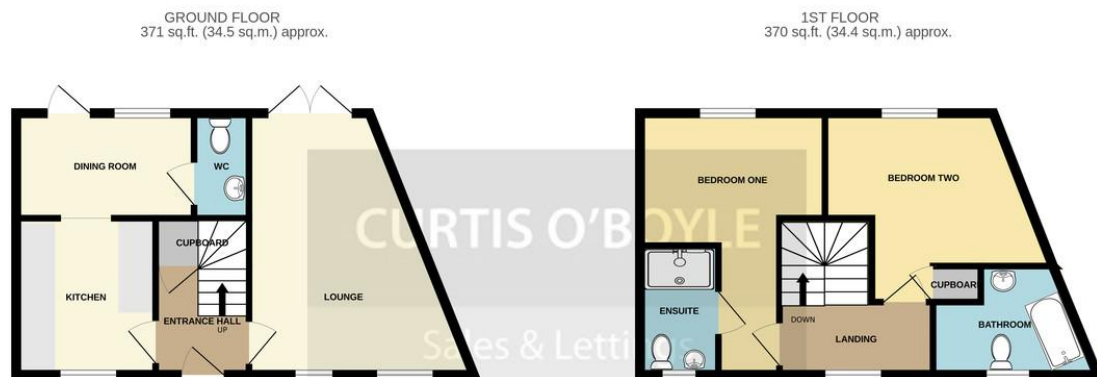 GROUND FLOOR
371 sq.ft. (34.5 sq.m.) approx.
1ST FLOOR
370 sq.ft. (34.4 sq.m.) approx.
DINING ROOM
WC
CUPBOARD
KITCHEN
ENTRANCE HALL
UP
LOUNGE
BEDROOM ONE
BEDROOM TWO
ENSUITE
DOWN
LANDING
CUPBOAR
BATHROOM
CURTIS O'BOYLE
Sales & Lettings